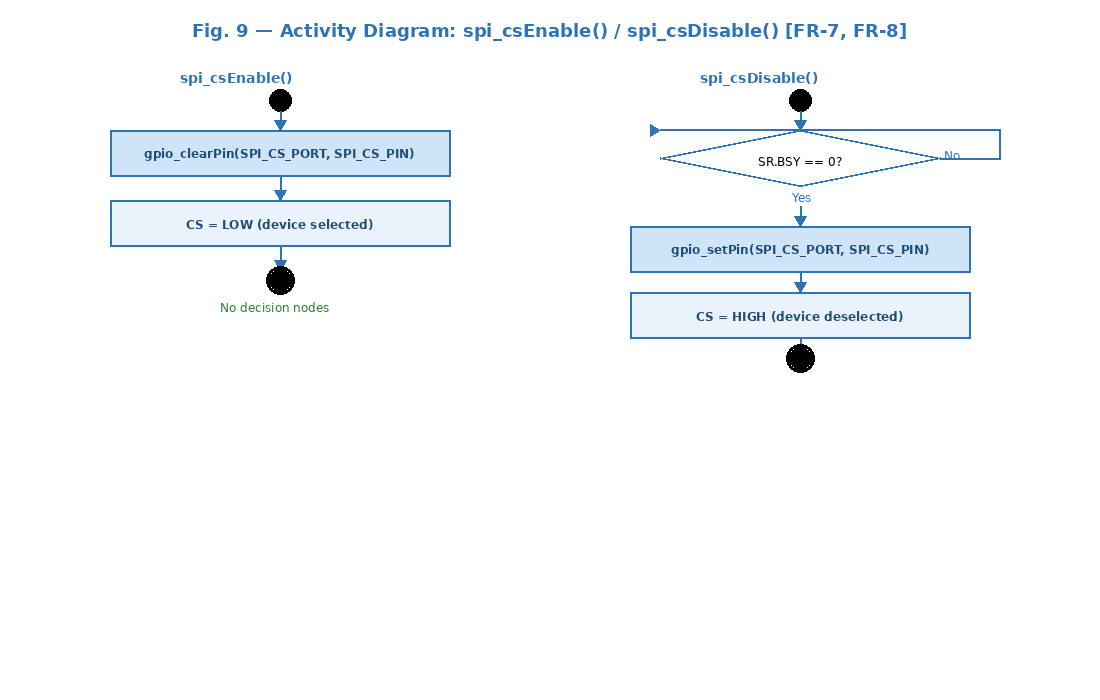 Fig. 9 — Activity Diagram: spi_csEnable() / spi_csDisable() [FR-7, FR-8]
spi_csEnable()
gpio_clearPin(SPI_CS_PORT, SPI_CS_PIN)
CS = LOW (device selected)
No decision nodes
spi_csDisable()
SR.BSY == 0?
No
Yes
gpio_setPin(SPI_CS_PORT, SPI_CS_PIN)
CS = HIGH (device deselected)